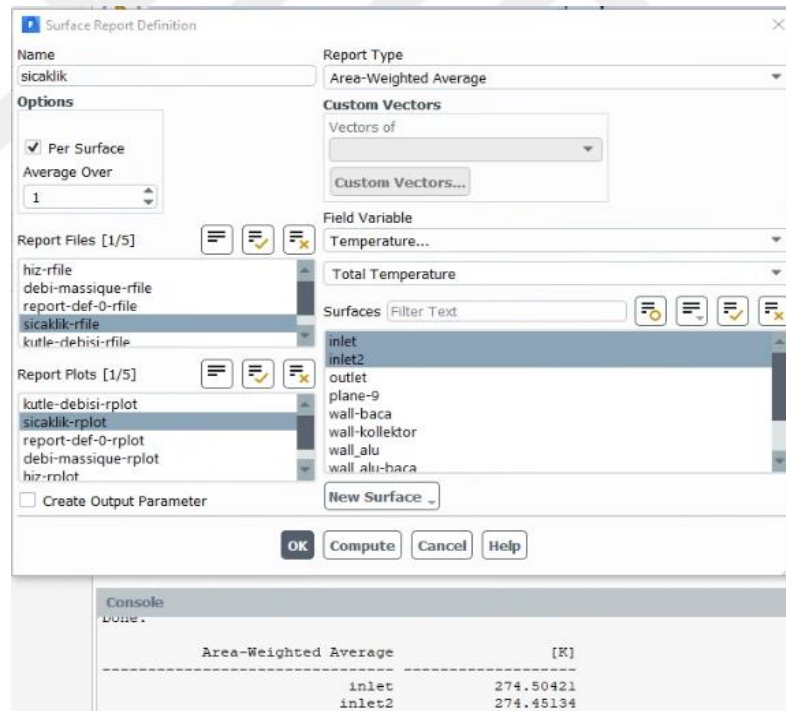 Surface Report Definition
Name
sicaklik
Options
Per Surface
Average Over
1
Report Files [1/5]
hiz-rfile
debi-massique-rfile
report-def-0-rfile
sicaklik-rfile
kutle-debisi-rfile
Report Plots [1/5]
kutle-debisi-rplot
sicaklik-rplot
report-def-0-rplot
debi-massique-rplot
hiz-rplot
Create Output Parameter
Report Type
Area-Weighted Average
Custom Vectors
Vectors of
Custom Vectors...
Field Variable
Temperature...
Total Temperature
Surfaces Filter Text
inlet
inlet2
outlet
plane-9
wall-baca
wall-kollektor
wall_alu
wall_alu-baca
New Surface
OK Compute Cancel Help
Console
Done.
Area-Weighted Average [K]
-------------------------------- --------------------
inlet 274.50421
inlet2 274.45134